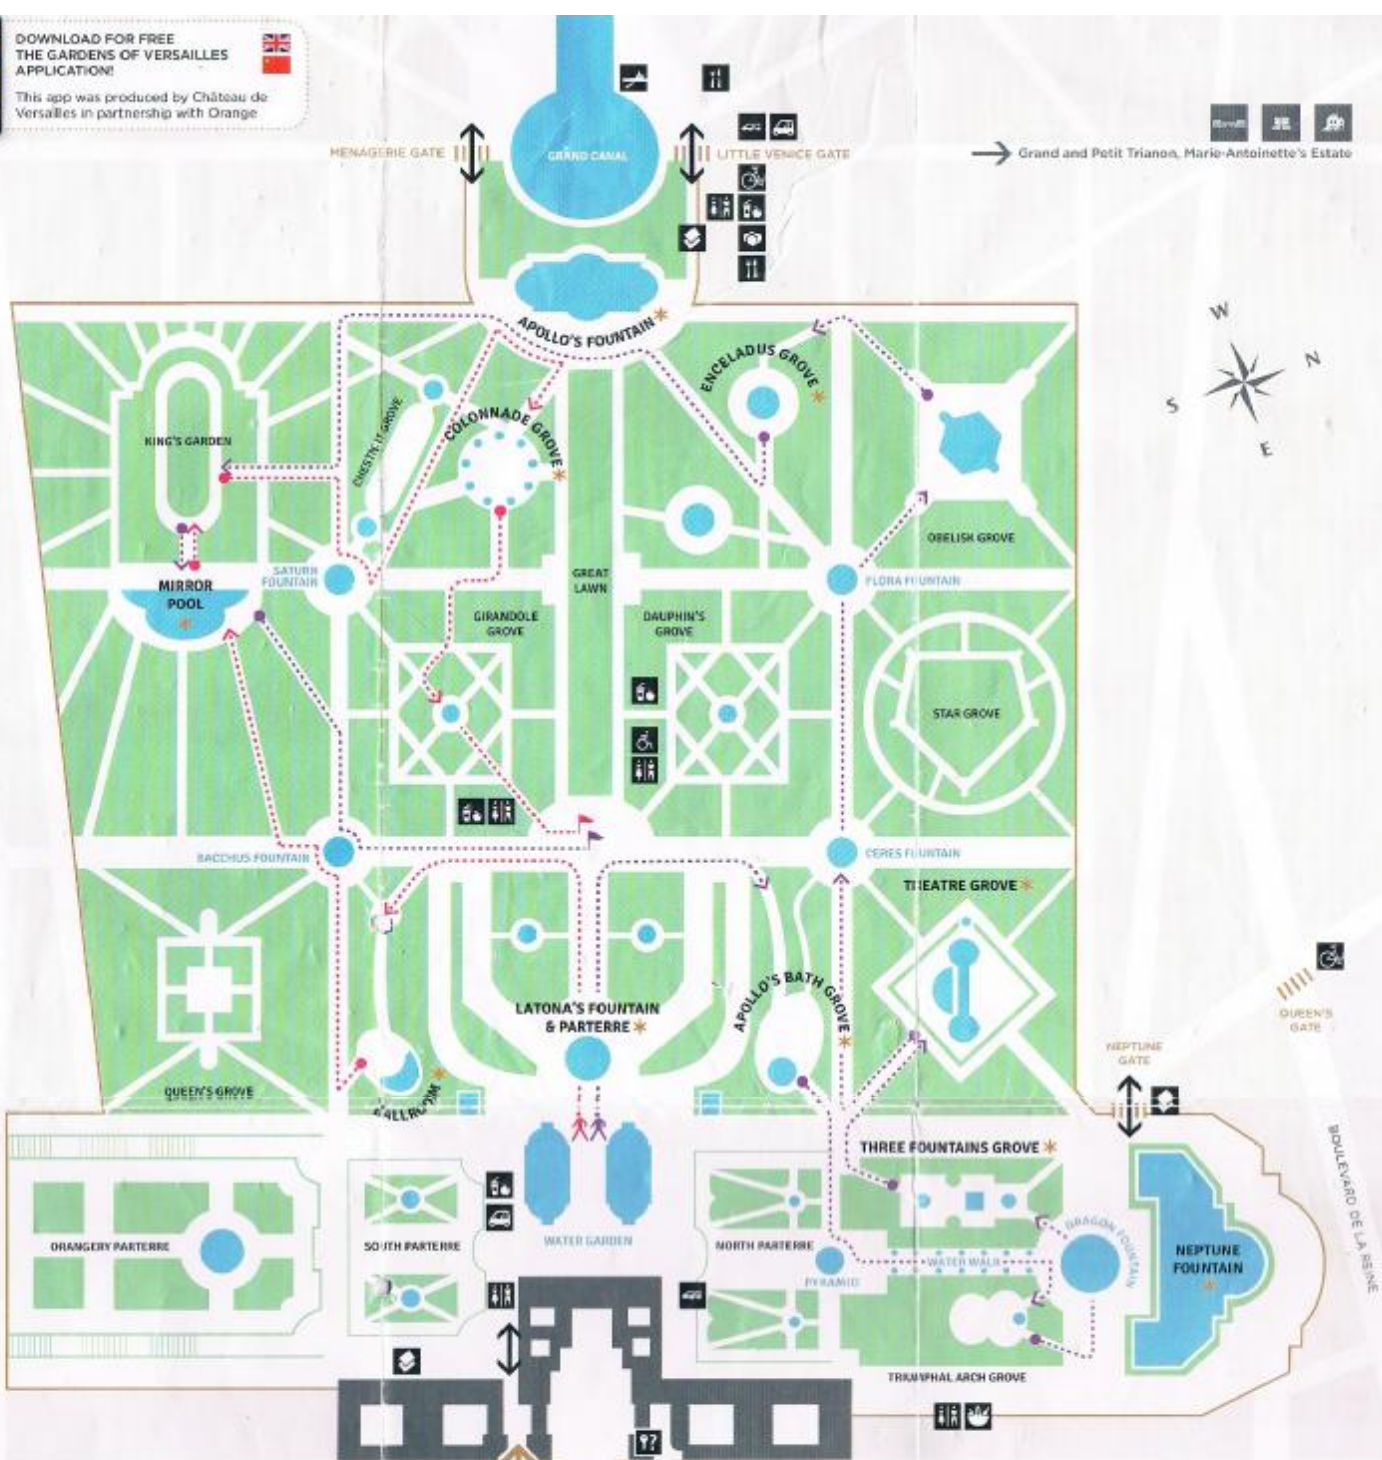 DOWNLOAD FOR FREE
THE GARDENS OF VERSAILLES
APPLICATION!
This app was produced by Château de
Versailles in partnership with Orange
MENAGERIE GATE
GRAND CANAL
LITTLE VENICE GATE
Grand and Petit Trianon, Marie-Antoinette's Estate
W
N
S
E
APOLLO'S FOUNTAIN
ENCELADUS GROVE
COLONNADE GROVE
CHESTNUT GROVE
KING'S GARDEN
OBELISK GROVE
SATURN
FOUNTAIN
MIRROR
POOL
GREAT
LAWN
FLORA FOUNTAIN
GIRANDOLE
GROVE
DAUPHIN'S
GROVE
STAR GROVE
BACCHUS FOUNTAIN
CERES FOUNTAIN
THEATRE GROVE
LATONA'S FOUNTAIN
& PARTERRE
APOLLO'S BATH GROVE
QUEEN'S
GATE
NEPTUNE
GATE
QUEEN'S GROVE
BALLROOM
THREE FOUNTAINS GROVE
BOULEVARD DE LA REINE
ORANGERY PARTERRE
SOUTH PARTERRE
WATER GARDEN
NORTH PARTERRE
PYRAMID
WATER WALK
DRAGON FOUNTAIN
NEPTUNE
FOUNTAIN
TRIUMPHAL ARCH GROVE
?